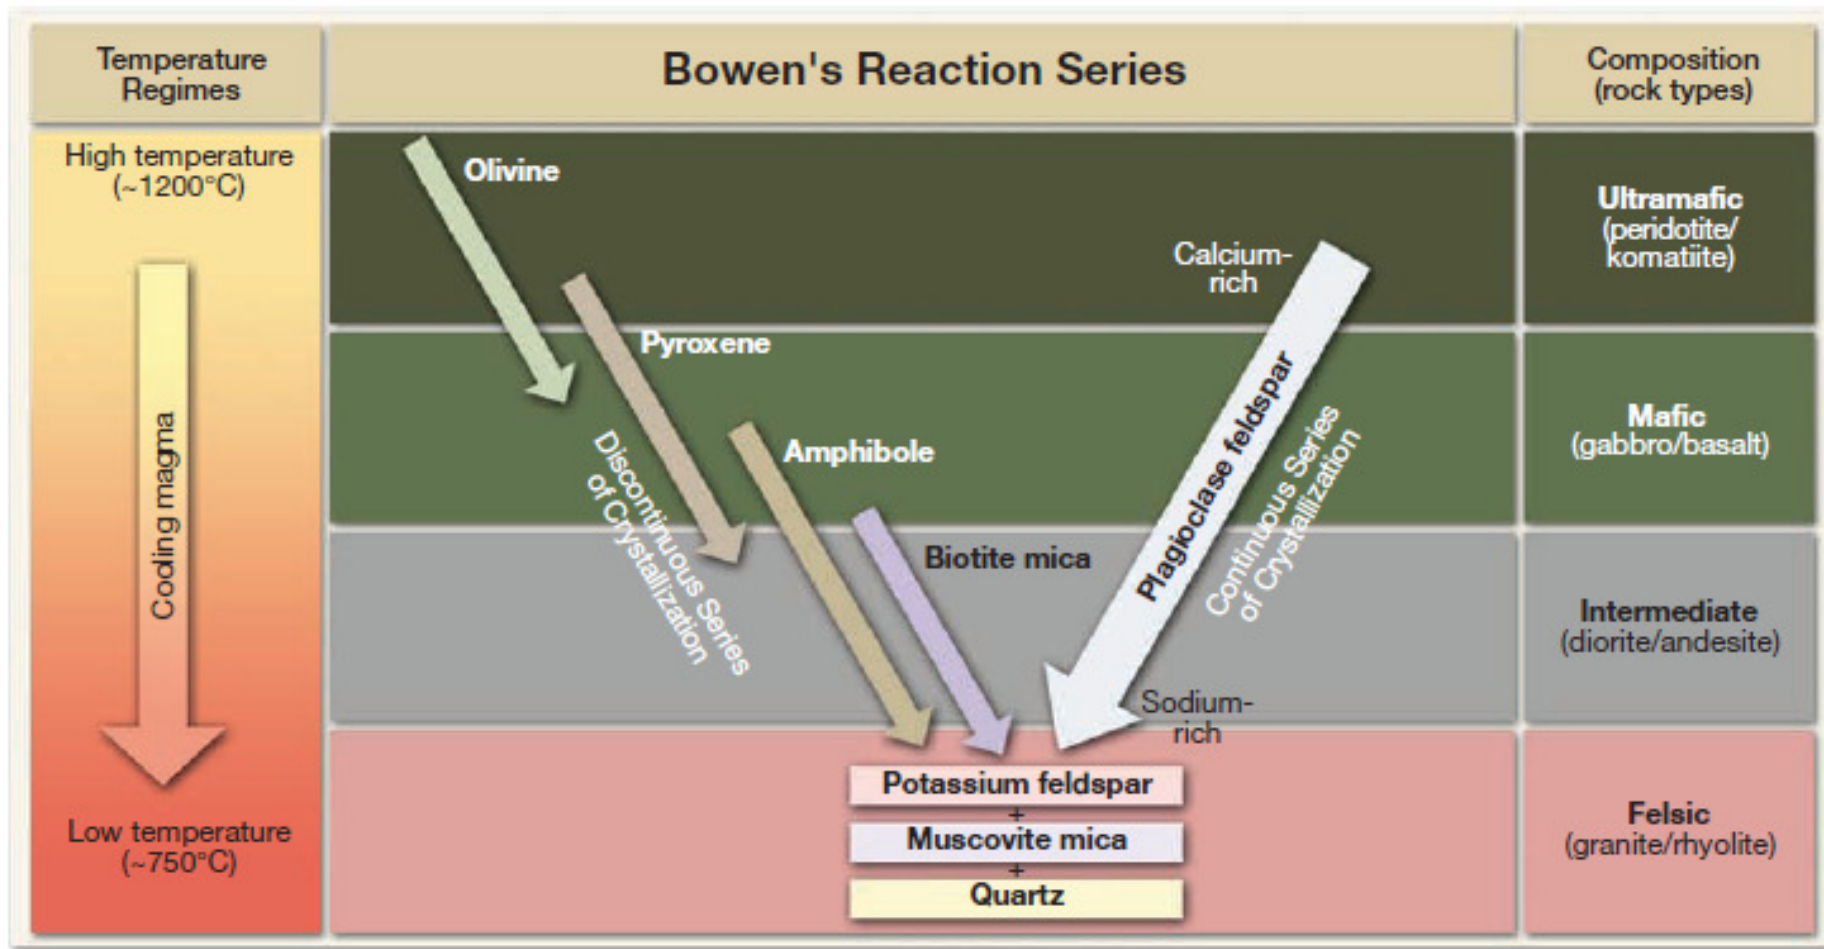 Temperature
Regimes
Bowen's Reaction Series
Composition
(rock types)
High temperature
(~1200°C)
Coding magma
Low temperature
(~750°C)
Olivine
Pyroxene
Amphibole
Biotite mica
Discontinuous Series
of Crystallization
Calcium-
rich
Plagioclase feldspar
Continuous Series
of Crystallization
Sodium-
rich
Potassium feldspar
+
Muscovite mica
+
Quartz
Ultramafic
(peridotite/
komatiite)
Mafic
(gabbro/basalt)
Intermediate
(diorite/andesite)
Felsic
(granite/rhyolite)